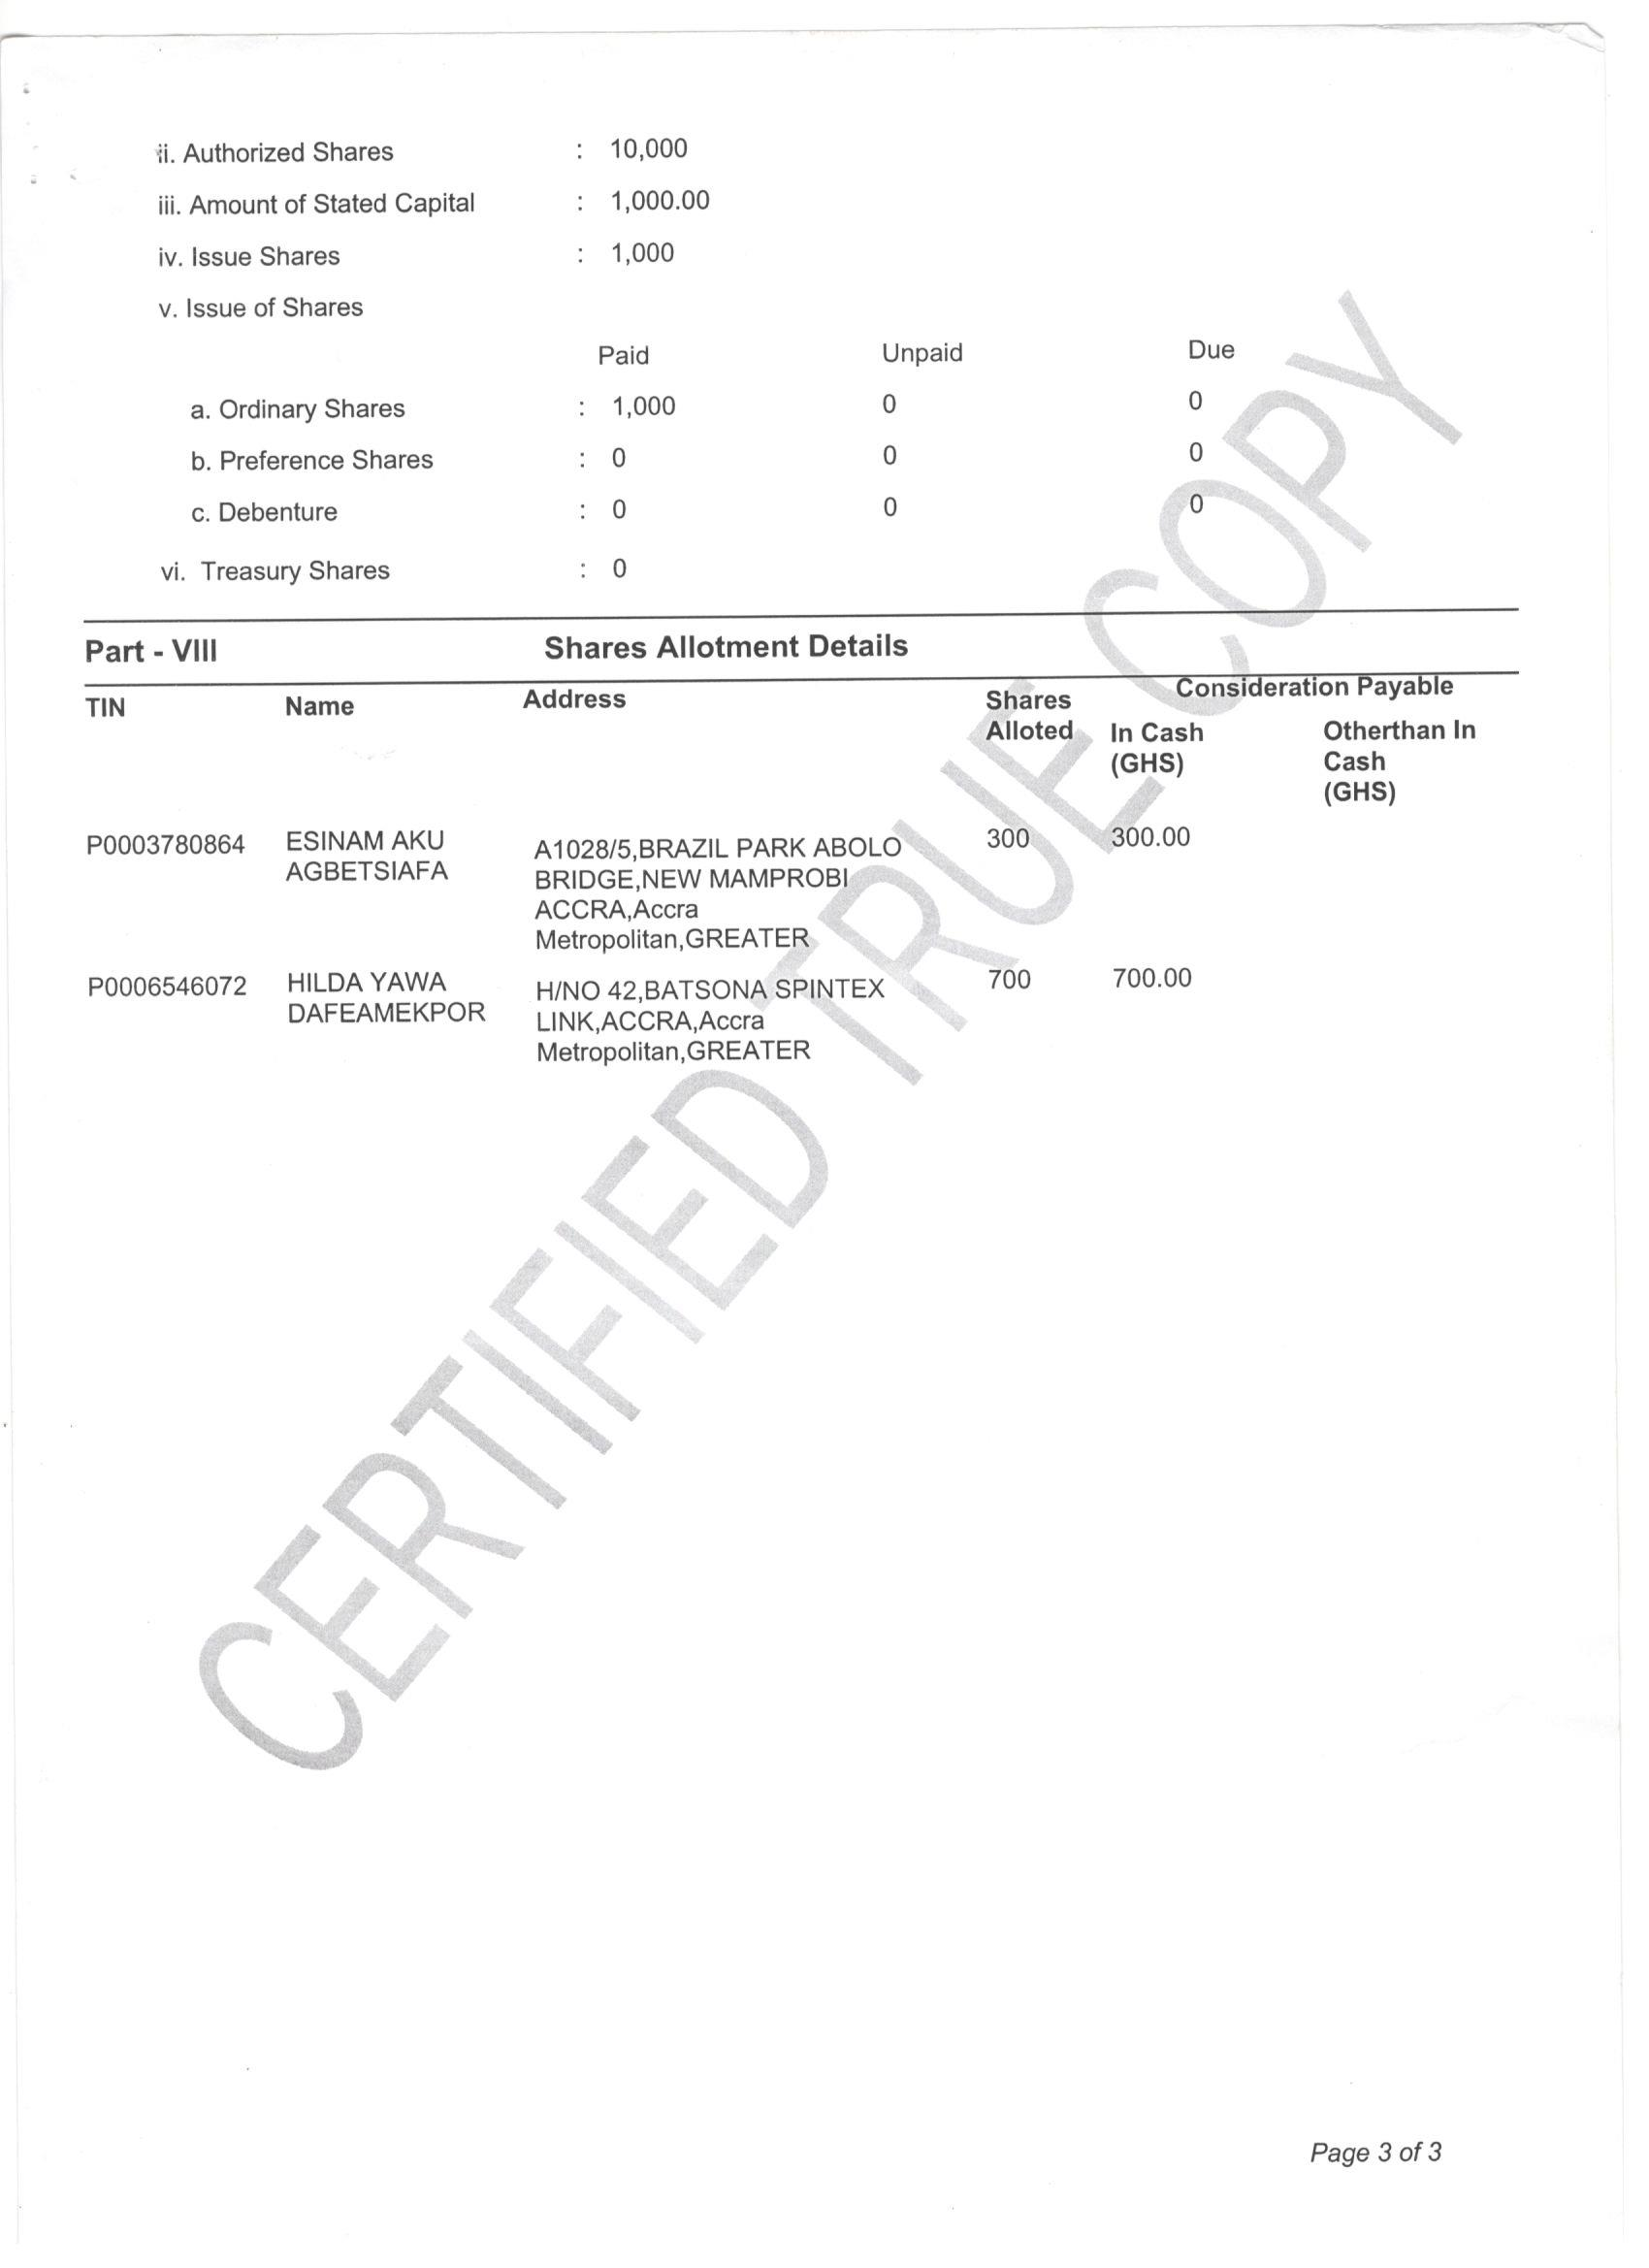 ii. Authorized Shares : 10,000
iii. Amount of Stated Capital : 1,000.00
iv. Issue Shares : 1,000
v. Issue of Shares
Paid Unpaid Due
a. Ordinary Shares : 1,000 0 0
b. Preference Shares : 0 0 0
c. Debenture : 0 0 0
vi. Treasury Shares : 0
Part - VIII Shares Allotment Details
TIN Name Address Shares Consideration Payable
Alloted In Cash Otherthan In
(GHS) Cash
(GHS)
P0003780864 ESINAM AKU A1028/5,BRAZIL PARK ABOLO 300 300.00
AGBETSIAFA BRIDGE,NEW MAMPROBI
ACCRA,Accra
Metropolitan,GREATER
P0006546072 HILDA YAWA H/NO 42,BATSONA SPINTEX 700 700.00
DAFEAMEKPOR LINK,ACCRA,Accra
Metropolitan,GREATER
CERTIFIED TRUE COPY
Page 3 of 3